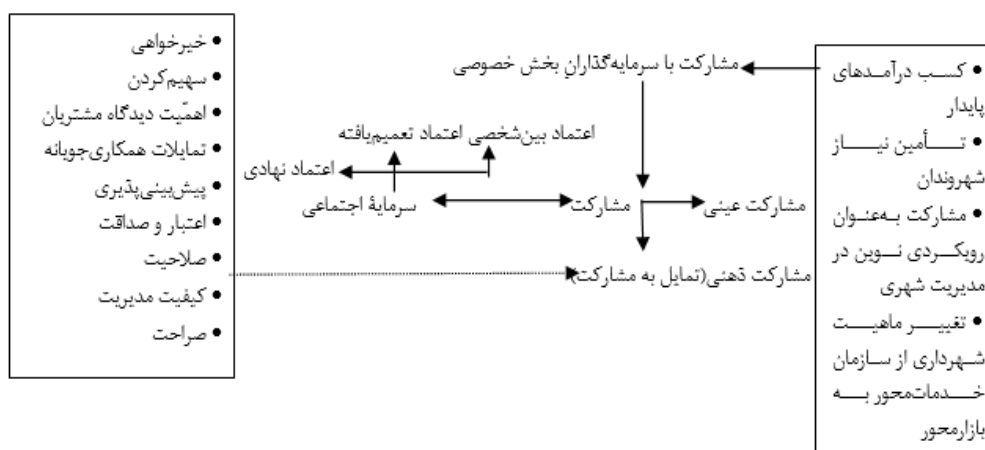 • کسب درآمدهای
پایدار
• تأمین نیاز
شهروندان
• مشارکت به‌عنوان
رویکردی نوین در
مدیریت شهری
• تغییر ماهیت
شهرداری از سازمان
خدمات‌محور به
بازارمحور
مشارکت با سرمایه‌گذارانِ بخش خصوصی
اعتماد بین‌شخصی اعتماد تعمیم‌یافته
اعتماد نهادی
مشارکت عینی
مشارکت
سرمایۀ اجتماعی
مشارکت ذهنی(تمایل به مشارکت)
• خیرخواهی
• سهیم‌کردن
• اهمّیت دیدگاه مشتریان
• تمایلات همکاری‌جویانه
• پیش‌بینی‌پذیری
• اعتبار و صداقت
• صلاحیت
• کیفیت مدیریت
• صراحت